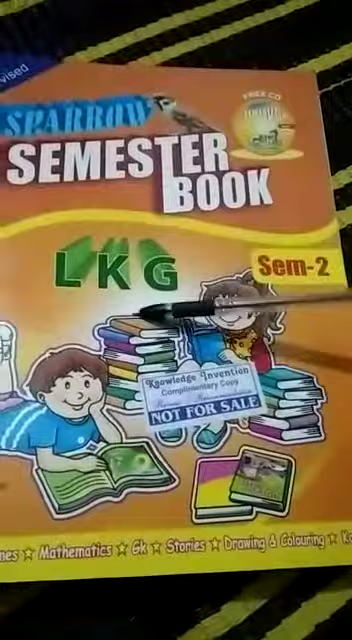 vised
SPARROW
FREE CD
SEMESTER
BOOK
LKG
Sem-2
Knowledge Invention
Complimentary Copy
NOT FOR SALE
mes ★ Mathematics ★ Gk ★ Stories ★ Drawing & Colouring ★